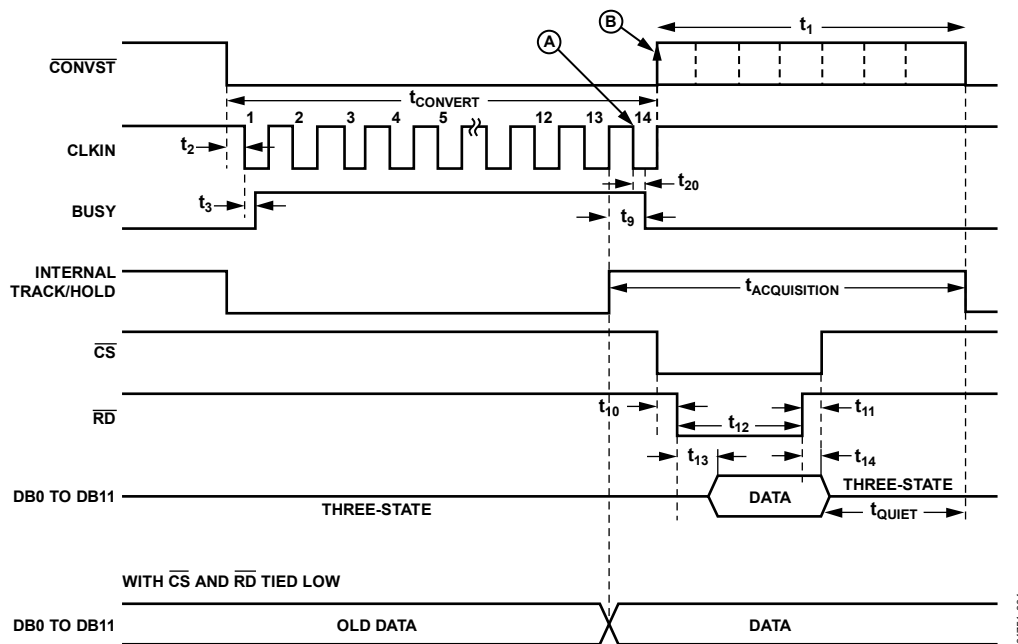 B
t1
A
CONVST
tCONVERT
1 2 3 4 5 12 13 14
CLKIN
t2
t20
BUSY
t3
t9
INTERNAL
TRACK/HOLD
tACQUISITION
CS
RD
t10
t12
t11
t13
t14
DB0 TO DB11
THREE-STATE
DATA
THREE-STATE
tQUIET
WITH CS AND RD TIED LOW
DB0 TO DB11
OLD DATA
DATA